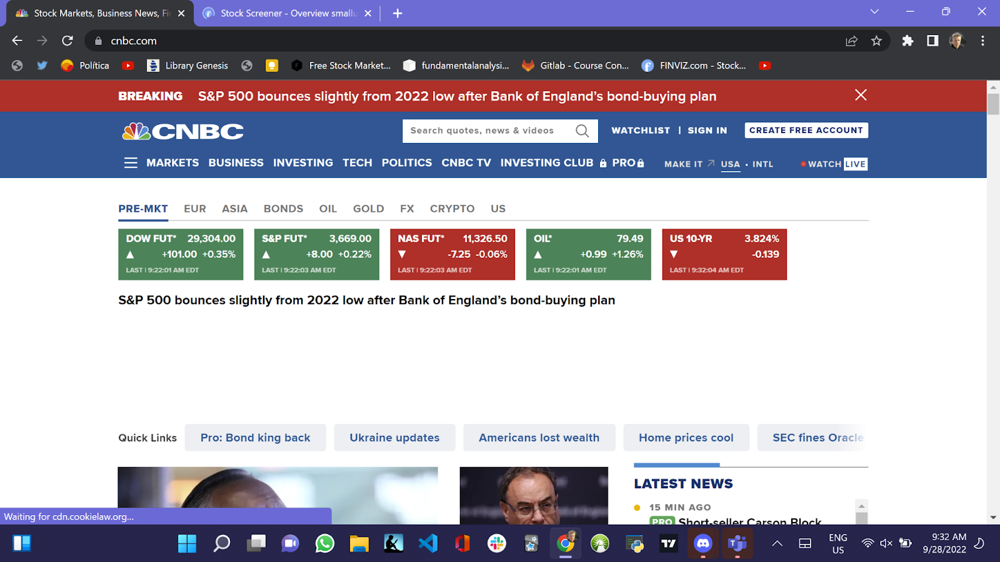 Stock Markets, Business News, Fi
Stock Screener - Overview smallu
cnbc.com
Política
Library Genesis
Free Stock Market...
fundamentalanalysi...
Gitlab - Course Con...
FINVIZ.com - Stock...
BREAKING S&P 500 bounces slightly from 2022 low after Bank of England’s bond-buying plan
CNBC
Search quotes, news & videos
WATCHLIST | SIGN IN
CREATE FREE ACCOUNT
MARKETS BUSINESS INVESTING TECH POLITICS CNBC TV INVESTING CLUB PRO
MAKE IT USA • INTL
WATCH LIVE
PRE-MKT EUR ASIA BONDS OIL GOLD FX CRYPTO US
DOW FUT* 29,304.00
+101.00 +0.35%
LAST | 9:22:01 AM EDT
S&P FUT* 3,669.00
+8.00 +0.22%
LAST | 9:22:03 AM EDT
NAS FUT* 11,326.50
-7.25 -0.06%
LAST | 9:22:03 AM EDT
OIL* 79.49
+0.99 +1.26%
LAST | 9:22:01 AM EDT
US 10-YR 3.824%
-0.139
LAST | 9:32:04 AM EDT
S&P 500 bounces slightly from 2022 low after Bank of England’s bond-buying plan
Quick Links
Pro: Bond king back
Ukraine updates
Americans lost wealth
Home prices cool
SEC fines Oracle
LATEST NEWS
15 MIN AGO
PRO Short-seller Carson Block
Waiting for cdn.cookielaw.org...
ENG
US
9:32 AM
9/28/2022